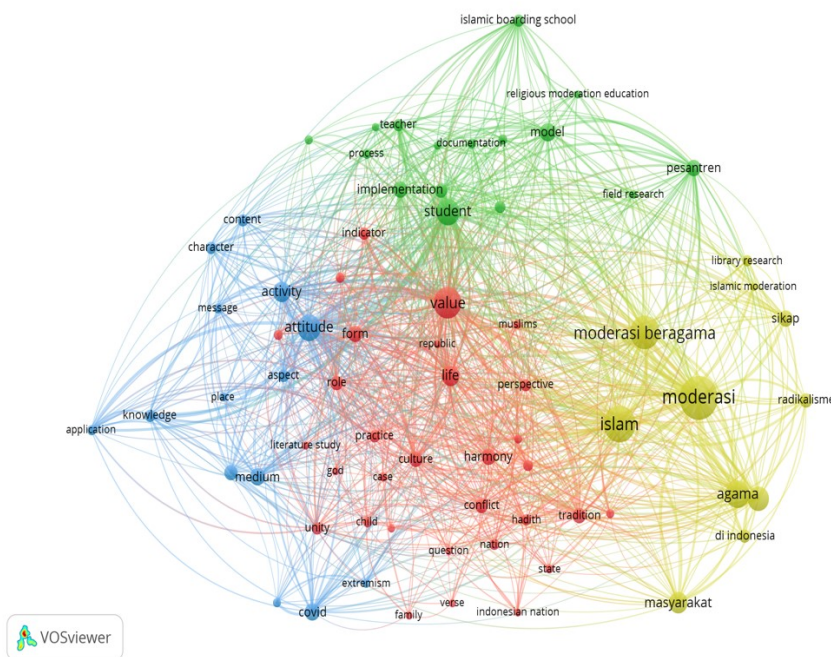 islamic boarding school
religious moderation education
teacher
model
documentation
process
pesantren
implementation
field research
student
content
indicator
character
library research
islamic moderation
activity
value
message
sikap
muslims
attitude
form
moderasi beragama
republic
aspect
life
role
perspective
place
moderasi
radikalisme
knowledge
application
islam
practice
literature study
culture
harmony
god
case
medium
agama
conflict
tradition
child
hadith
unity
di indonesia
nation
question
state
extremism
masyarakat
covid
verse
family
indonesian nation
VOSviewer